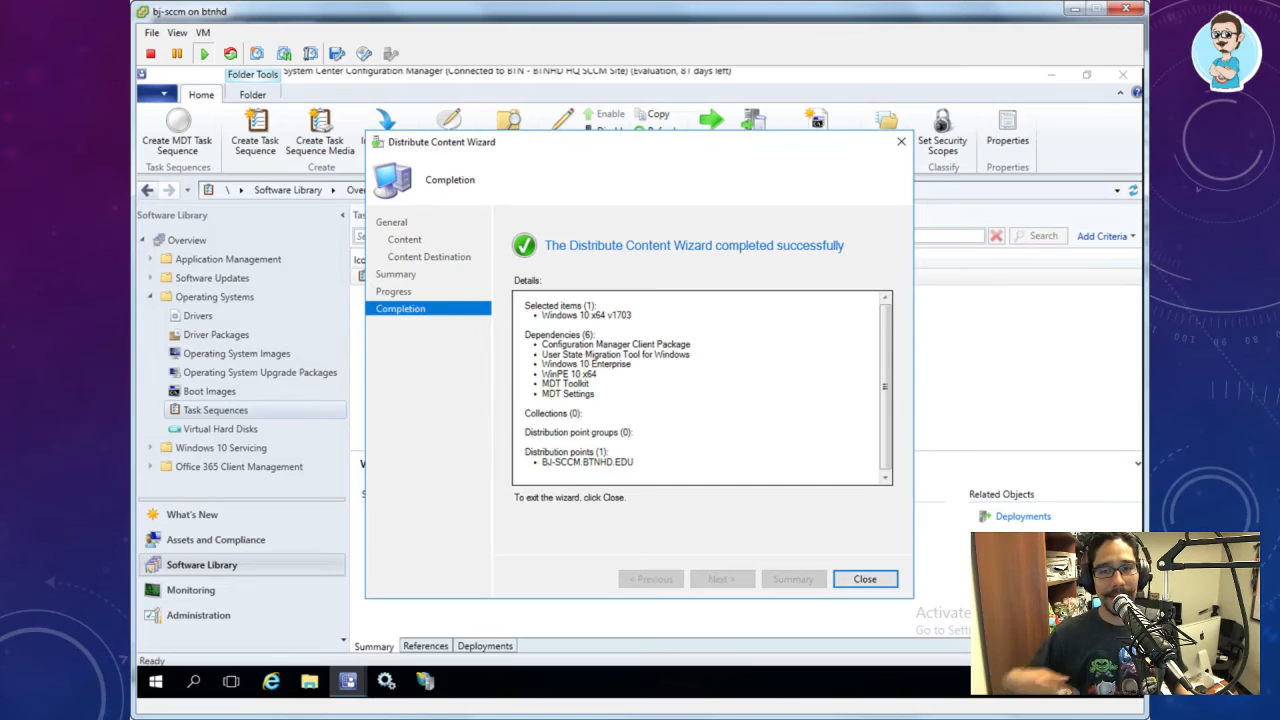 bj-sccm on btnhd
File View VM
Folder Tools
System Center Configuration Manager (Connected to BTN - BTNHD HQ SCCM Site) (Evaluation, 81 days left)
Home Folder
Create MDT Task Sequence
Create Task Sequence
Create Task Sequence Media
Enable Copy
Set Security Scopes
Properties
Task Sequences Create Classify Properties
\ Software Library
Software Library
Search
Add Criteria
Overview
Application Management
Software Updates
Operating Systems
Drivers
Driver Packages
Operating System Images
Operating System Upgrade Packages
Boot Images
Task Sequences
Virtual Hard Disks
Windows 10 Servicing
Office 365 Client Management
What's New
Assets and Compliance
Software Library
Monitoring
Administration
Ready
Distribute Content Wizard
Completion
General
Content
Content Destination
Summary
Progress
Completion
The Distribute Content Wizard completed successfully
Details:
Selected items (1):
• Windows 10 x64 v1703
Dependencies (6):
• Configuration Manager Client Package
• User State Migration Tool for Windows
• Windows 10 Enterprise
• WinPE 10 x64
• MDT Toolkit
• MDT Settings
Collections (0):
Distribution point groups (0):
Distribution points (1):
• BJ-SCCM.BTNHD.EDU
To exit the wizard, click Close.
< Previous Next > Summary Close
Related Objects
Deployments
Summary References Deployments